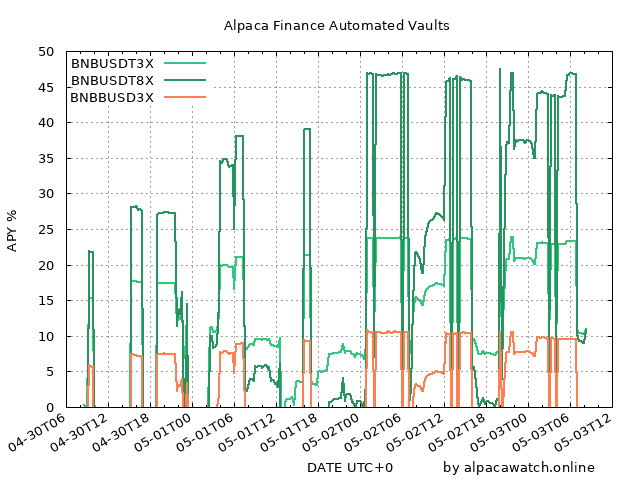 Alpaca Finance Automated Vaults
50
45
40
35
30
25
20
15
10
5
0
APY %
BNBUSDT3X
BNBUSDT8X
BNBBUSD3X
04-30T06
04-30T12
04-30T18
05-01T00
05-01T06
05-01T12
05-01T18
05-02T00
05-02T06
05-02T12
05-02T18
05-03T00
05-03T06
05-03T12
DATE UTC+0
by alpacawatch.online